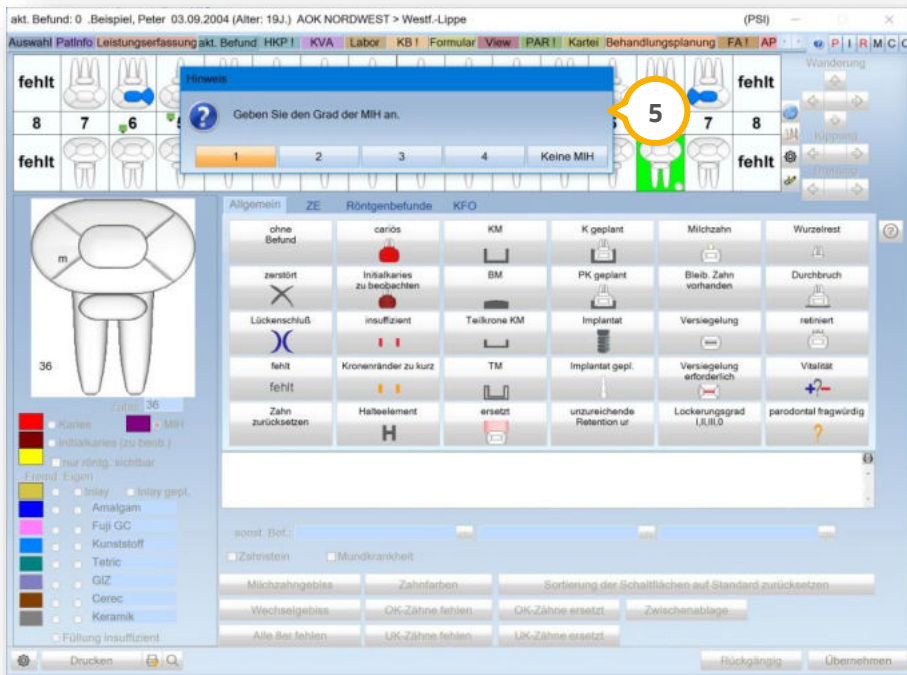 akt. Befund: 0 .Beispiel, Peter 03.09.2004 (Alter: 19J.) AOK NORDWEST > Westf.-Lippe (PSI)
Auswahl PatInfo Leistungserfassung akt. Befund HKP ! KVA Labor KB ! Formular View PAR ! Kartei Behandlungsplanung FA ! AP P I R M C
Wanderung
fehlt fehlt
Hinweis
Geben Sie den Grad der MIH an.
5
8 7 6 7 8
Kippung
1 2 3 4 Keine MIH
fehlt fehlt
Allgemein ZE Röntgenbefunde KFO
ohne Befund cariös KM K geplant Milchzahn Wurzelrest
m
zerstört Initialkaries zu beobachten BM PK geplant Bleib. Zahn vorhanden Durchbruch
Lückenschluß insuffizient Teilkrone KM Implantat Versiegelung retiniert
36
fehlt Kronenränder zu kurz TM Implantat gepl. Versiegelung erforderlich Vitalität
fehlt
Zahn zurücksetzen Halteelement ersetzt unzureichende Retention ur Lockerungsgrad I,II,III,0 parodontal fragwürdig
H
Zahn: 36
Karies MIH
Initialkaries (zu beob.)
nur röntg. sichtbar
Fremd Eigen
Inlay Inlay gepl.
Amalgam
Fuji GC
Kunststoff
Tetric
GIZ
Cerec
Keramik
Füllung insuffizient
sonst. Bef.:
Zahnstein Mundkrankheit
Milchzahngebiss Zahnfarben Sortierung der Schaltflächen auf Standard zurücksetzen
Wechselgebiss OK-Zähne fehlen OK-Zähne ersetzt Zwischenablage
Alle 8er fehlen UK-Zähne fehlen UK-Zähne ersetzt
Drucken Rückgängig Übernehmen